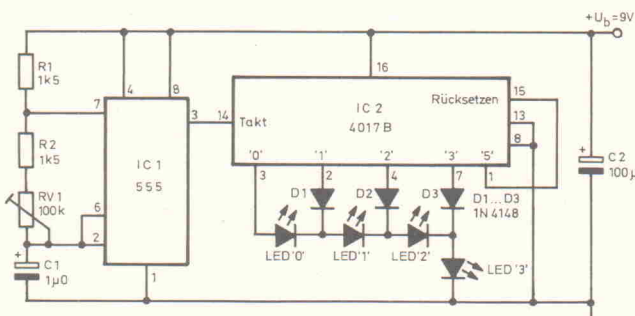 +Ub=9V
R1
1k5
R2
1k5
RV1
100k
C1
1µ0
+
4
8
7
3
6
2
1
IC1
555
14
16
15
13
8
Takt
IC 2
4017B
Rücksetzen
'0' '1' '2' '3' '5'
3 2 4 7 1
D1 D2 D3
D1...D3
1N4148
LED'0' LED'1' LED'2'
LED '3'
+
C2
100µ